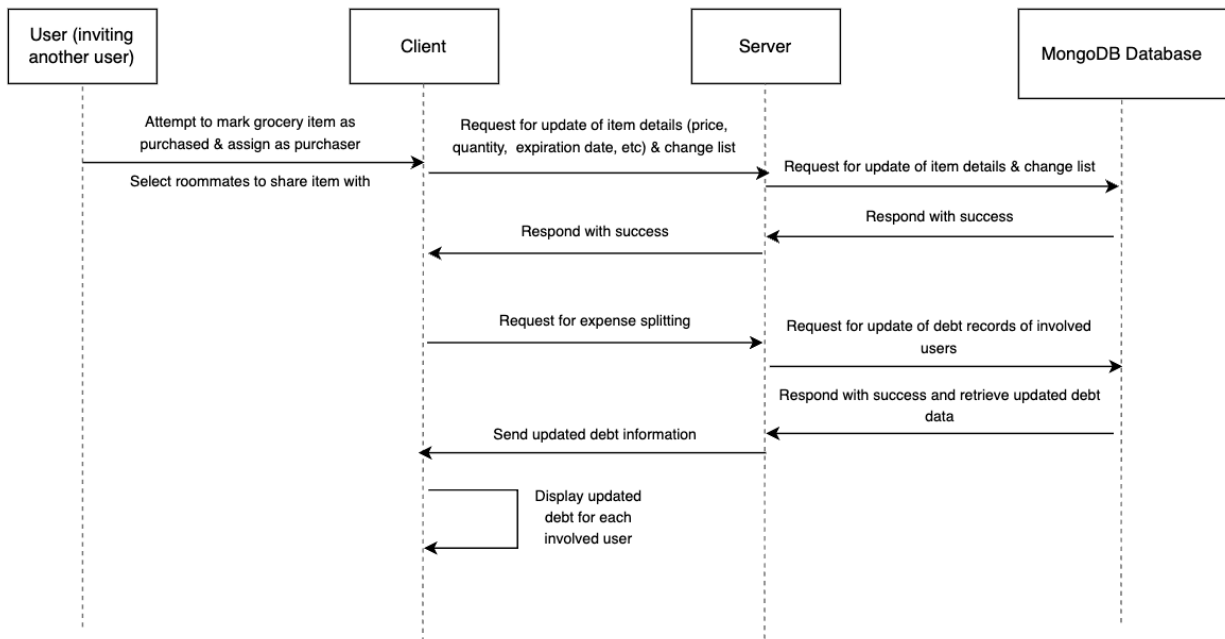 User (inviting
another user)
Client
Server
MongoDB Database
Attempt to mark grocery item as
purchased & assign as purchaser
Select roommates to share item with
Request for update of item details (price,
quantity, expiration date, etc) & change list
Request for update of item details & change list
Respond with success
Respond with success
Request for expense splitting
Request for update of debt records of involved
users
Respond with success and retrieve updated debt
data
Send updated debt information
Display updated
debt for each
involved user